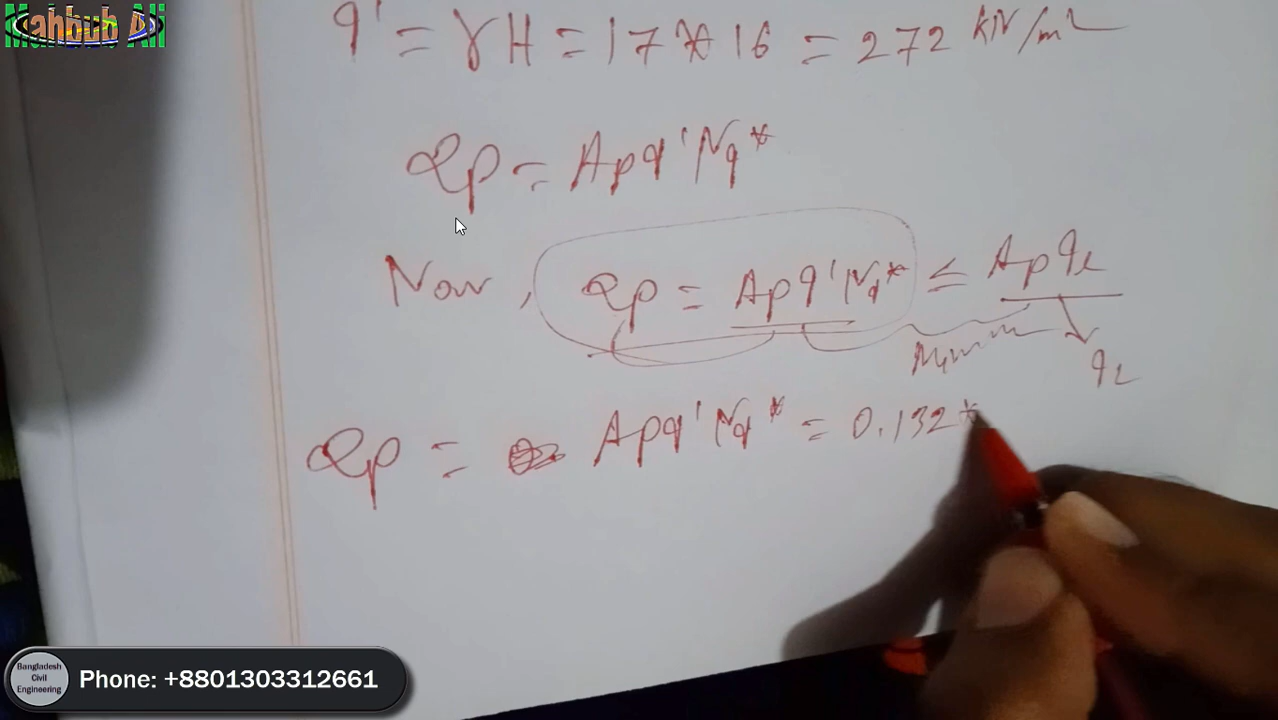 Mahbub Ali
q' = γH = 17 * 16 = 272 kN/m²
Qp = Apq'Nq*
Now, Qp = Apq'Nq* ≤ ApqL
qL
Qp = Apq'Nq* = 0.132 *
Bangladesh
Civil
Engineering
Phone: +8801303312661